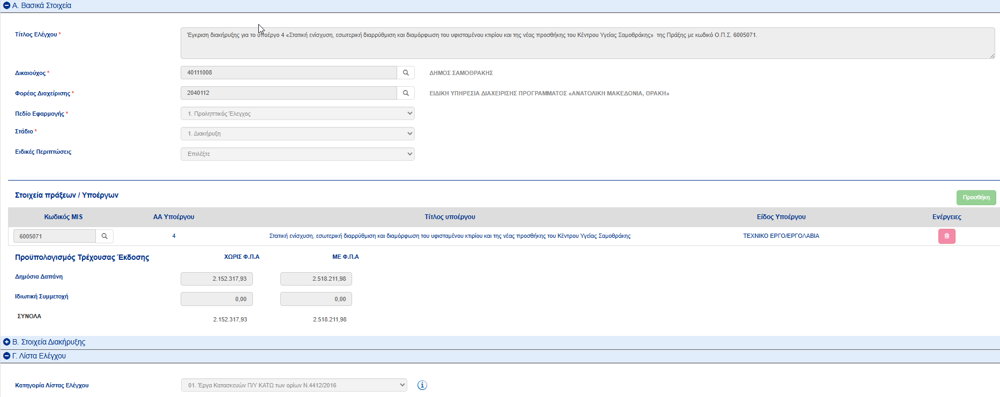 Α. Βασικά Στοιχεία
Τίτλος Ελέγχου *
Έγκριση διακήρυξης για το υποέργο 4 «Στατική ενίσχυση, εσωτερική διαρρύθμιση και διαμόρφωση του υφισταμένου κτιρίου και της νέας προσθήκης του Κέντρου Υγείας Σαμοθράκης» της Πράξης με κωδικό Ο.Π.Σ. 6005071.
Δικαιούχος * 40111008 ΔΗΜΟΣ ΣΑΜΟΘΡΑΚΗΣ
Φορέας Διαχείρισης * 2040112 ΕΙΔΙΚΗ ΥΠΗΡΕΣΙΑ ΔΙΑΧΕΙΡΙΣΗΣ ΠΡΟΓΡΑΜΜΑΤΟΣ «ΑΝΑΤΟΛΙΚΗ ΜΑΚΕΔΟΝΙΑ, ΘΡΑΚΗ»
Πεδίο Εφαρμογής * 1. Προληπτικός Έλεγχος
Στάδιο * 1. Διακήρυξη
Ειδικές Περιπτώσεις Επιλέξτε
Στοιχεία πράξεων / Υποέργων Προσθήκη
Κωδικός MIS ΑΑ Υποέργου Τίτλος υποέργου Είδος Υποέργου Ενέργειες
6005071 4 Στατική ενίσχυση, εσωτερική διαρρύθμιση και διαμόρφωση του υφισταμένου κτιρίου και της νέας προσθήκης του Κέντρου Υγείας Σαμοθράκης ΤΕΧΝΙΚΟ ΕΡΓΟ/ΕΡΓΟΛΑΒΙΑ
Προϋπολογισμός Τρέχουσας Έκδοσης ΧΩΡΙΣ Φ.Π.Α ΜΕ Φ.Π.Α
Δημόσια Δαπάνη 2.152.317,93 2.518.211,98
Ιδιωτική Συμμετοχή 0,00 0,00
ΣΥΝΟΛΑ 2.152.317,93 2.518.211,98
Β. Στοιχεία Διακήρυξης
Γ. Λίστα Ελέγχου
Κατηγορία Λίστας Ελέγχου 01. Έργα Κατασκευών Π/Υ ΚΑΤΩ των ορίων Ν.4412/2016